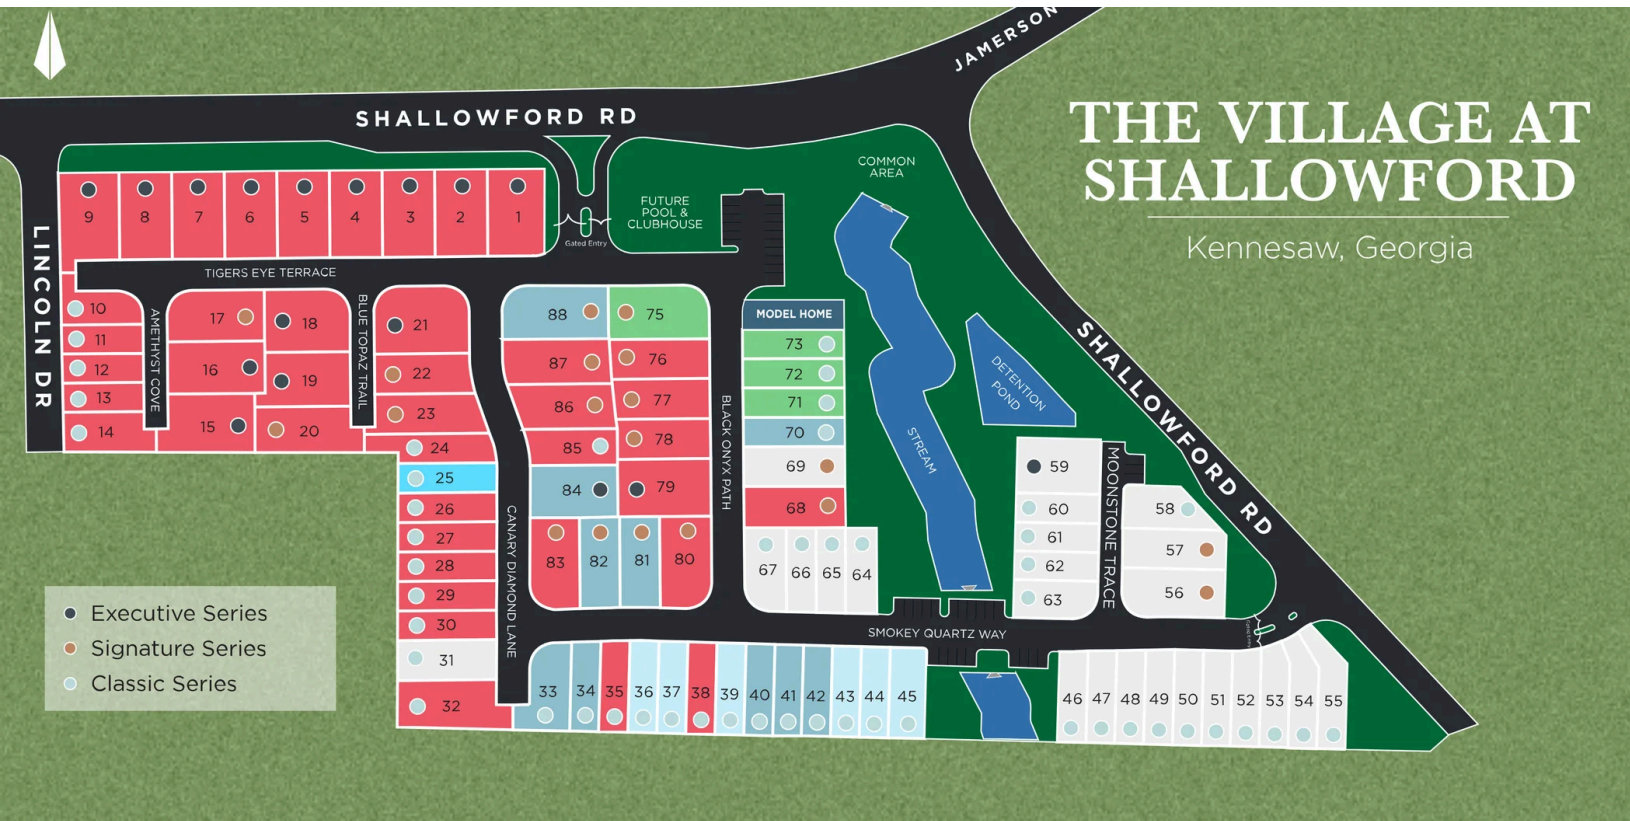 JAMERSON
SHALLOWFORD RD
THE VILLAGE AT
SHALLOWFORD
Kennesaw, Georgia
COMMON
AREA
FUTURE
POOL &
CLUBHOUSE
Gated Entry
9 8 7 6 5 4 3 2 1
LINCOLN DR
TIGERS EYE TERRACE
10
11
12
13
14
AMETHYST COVE
17
16
15
18
19
20
BLUE TOPAZ TRAIL
21
22
23
24
25
26
27
28
29
30
31
32
CANARY DIAMOND LANE
88
87
86
85
84
83 82 81 80
75
76
77
78
79
BLACK ONYX PATH
MODEL HOME
73
72
71
70
69
68
67 66 65 64
STREAM
DETENTION
POND
SHALLOWFORD RD
59
60
61
62
63
MOONSTONE TRACE
58
57
56
SMOKEY QUARTZ WAY
33 34 35 36 37 38 39 40 41 42 43 44 45
46 47 48 49 50 51 52 53 54 55
Executive Series
Signature Series
Classic Series